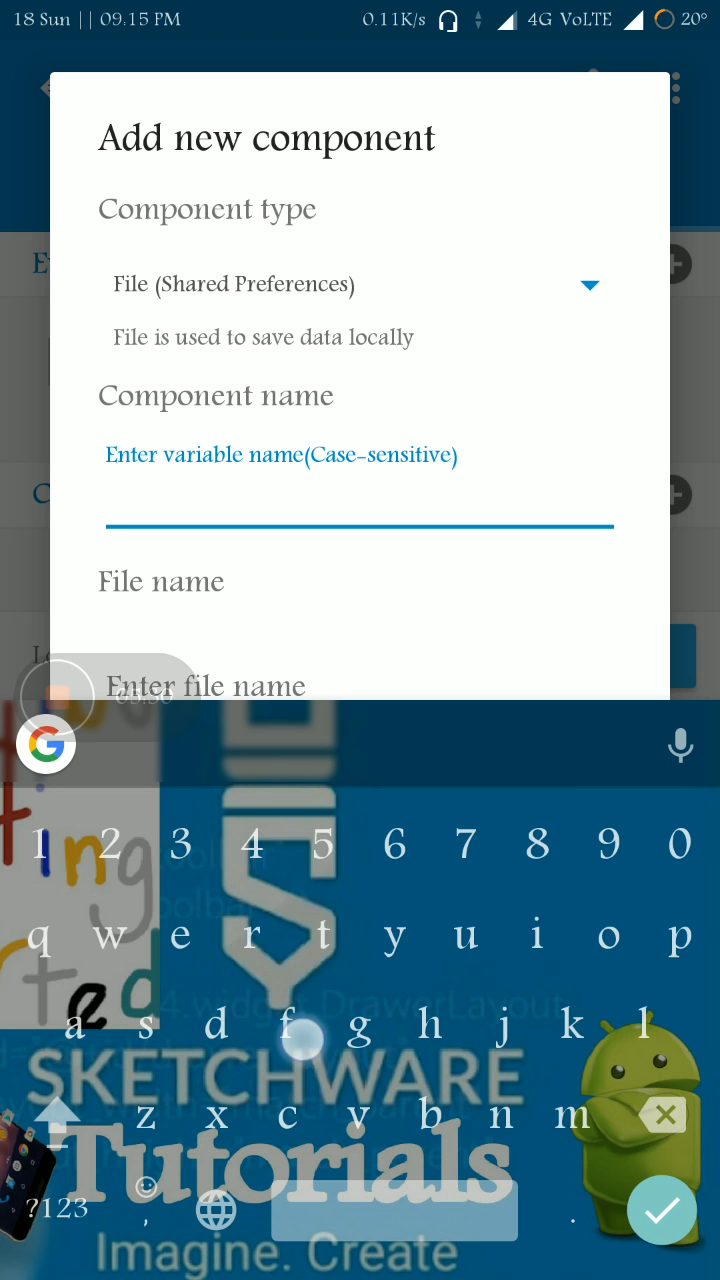 18 Sun || 09:15 PM 0.11K/s 4G VoLTE 20°
Add new component
Component type
File (Shared Preferences)
File is used to save data locally
Component name
Enter variable name(Case-sensitive)
File name
Enter file name
1 2 3 4 5 6 7 8 9 0
q w e r t y u i o p
a s d f g h j k l
SKETCHWARE
z x c v b n m
Tutorials
?123 , .
Imagine. Create